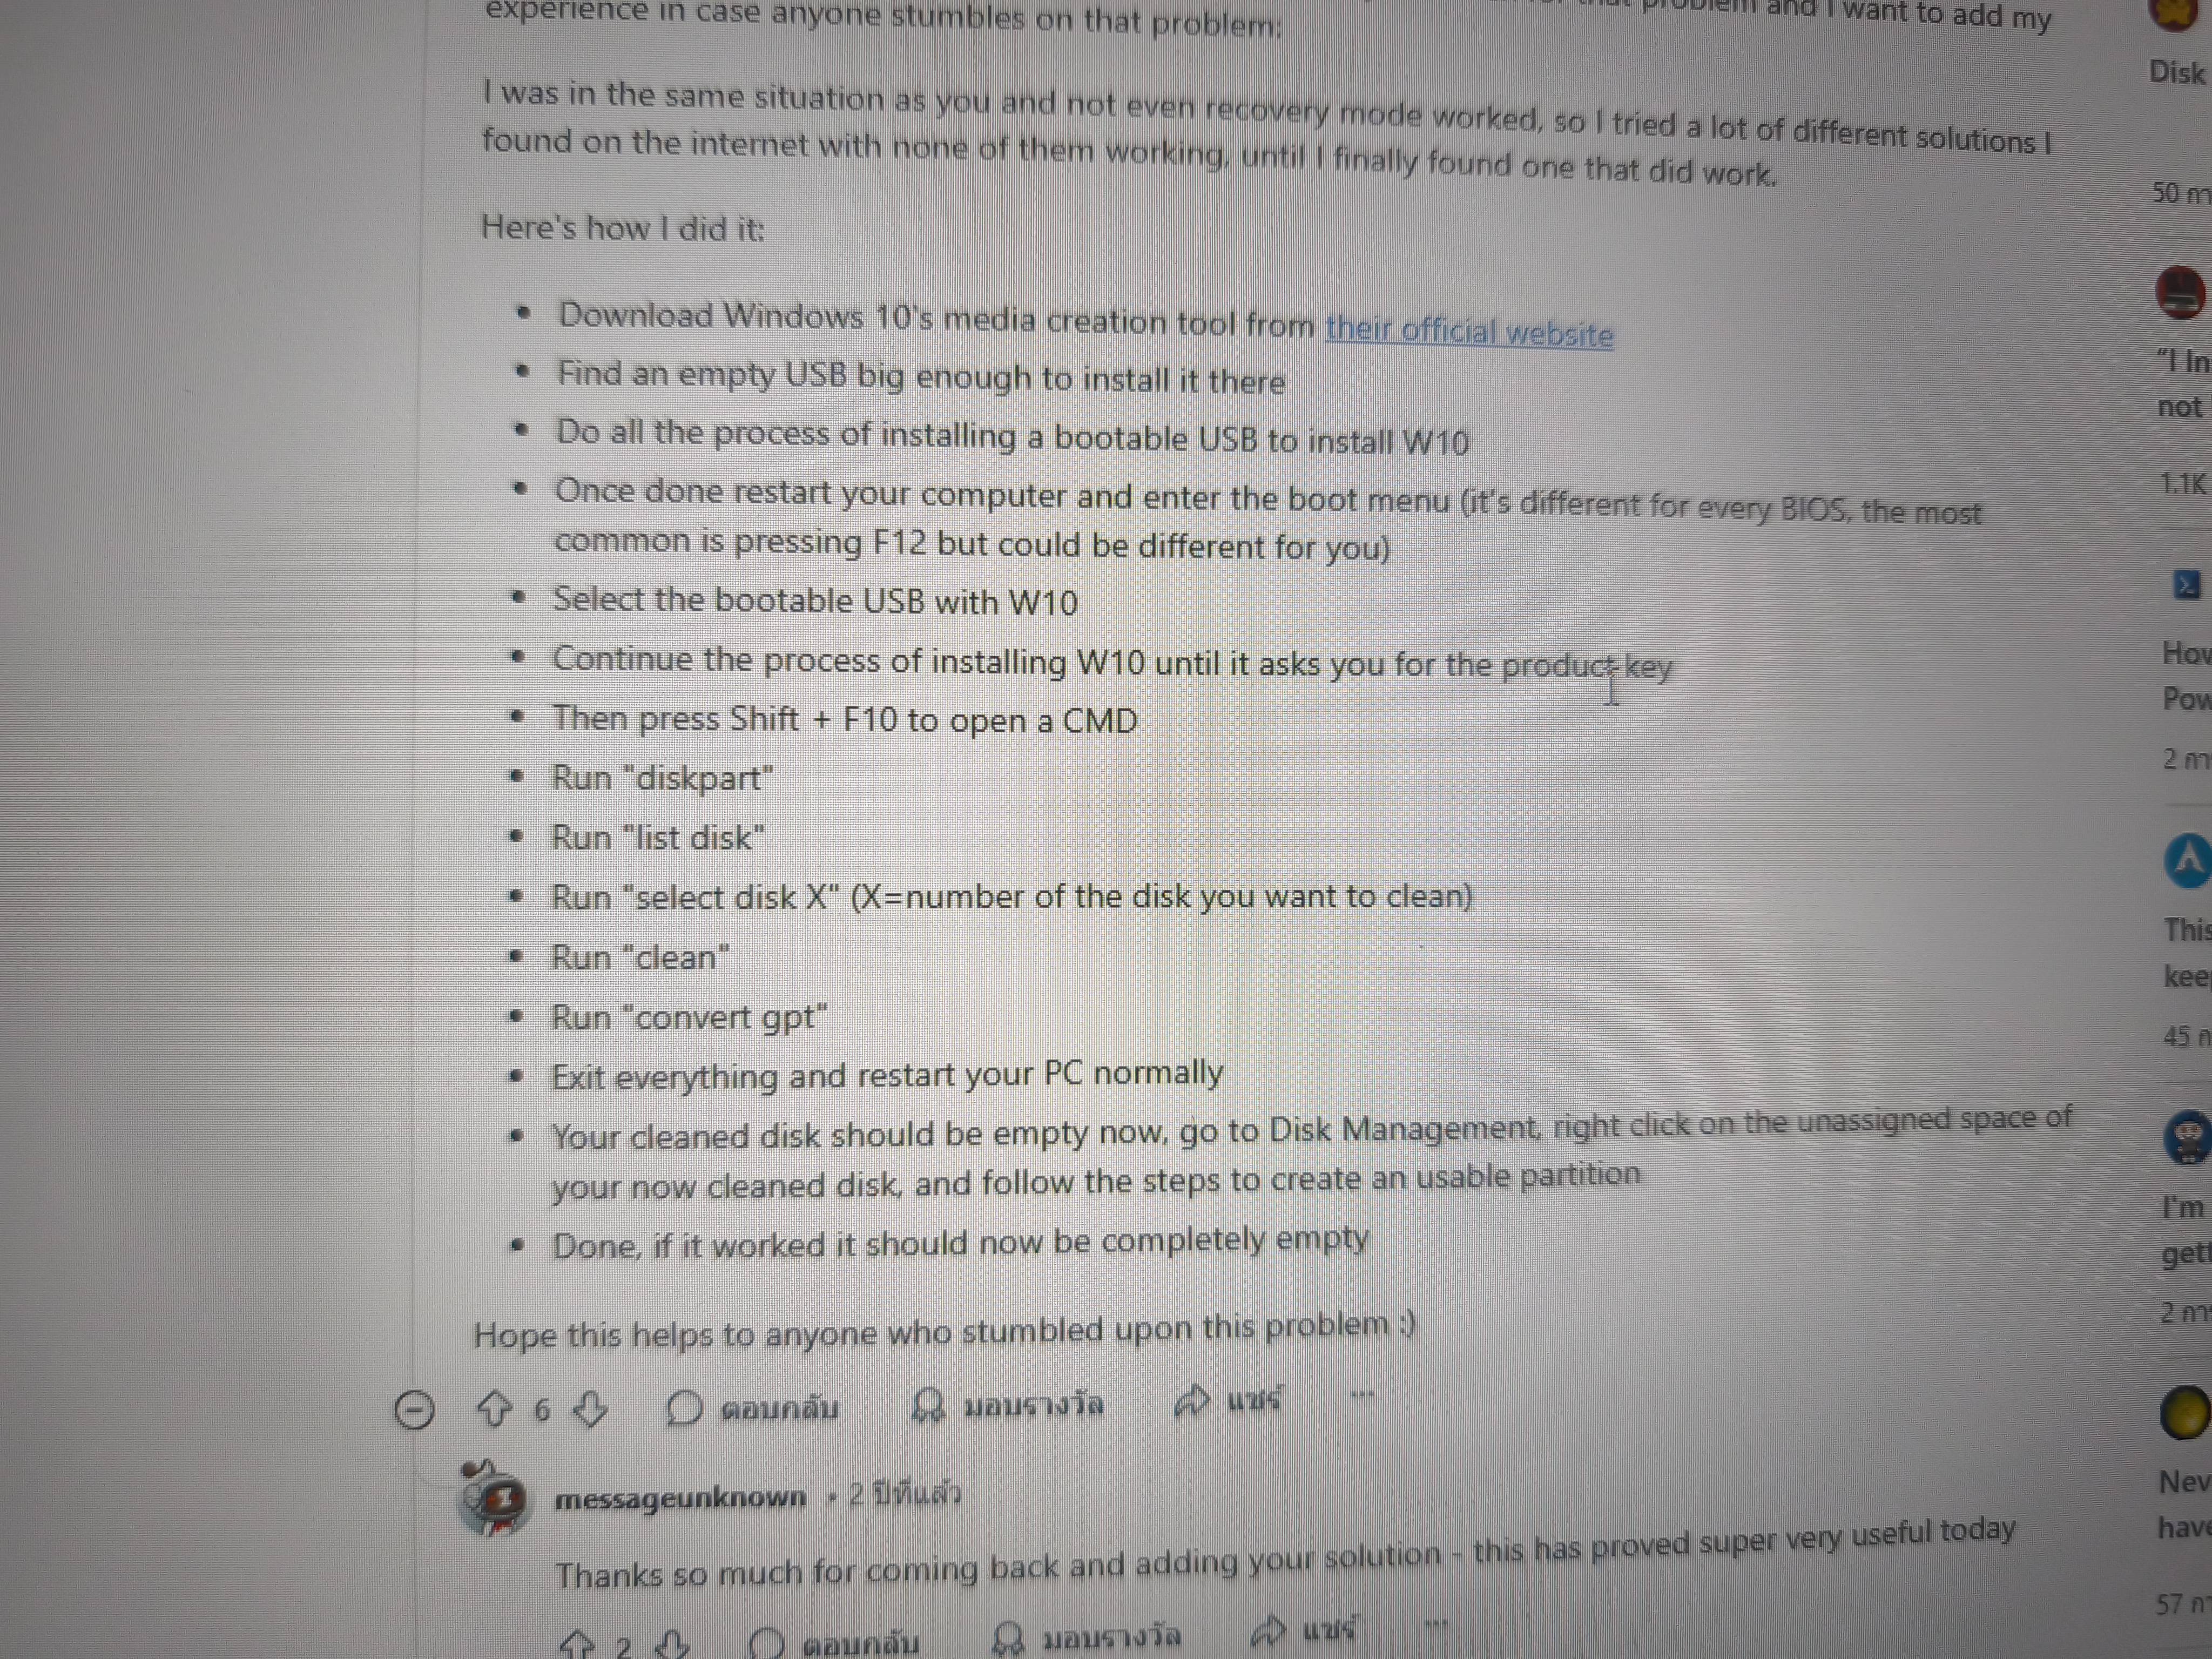 experience in case anyone stumbles on that problem:
problem and I want to add my
I was in the same situation as you and not even recovery mode worked, so I tried a lot of different solutions I
found on the internet with none of them working, until I finally found one that did work.
Here's how I did it:
• Download Windows 10's media creation tool from their official website
• Find an empty USB big enough to install it there
• Do all the process of installing a bootable USB to install W10
• Once done restart your computer and enter the boot menu (it's different for every BIOS, the most
common is pressing F12 but could be different for you)
• Select the bootable USB with W10
• Continue the process of installing W10 until it asks you for the product key
• Then press Shift + F10 to open a CMD
• Run "diskpart"
• Run "list disk"
• Run "select disk X" (X=number of the disk you want to clean)
• Run "clean"
• Run "convert gpt"
• Exit everything and restart your PC normally
• Your cleaned disk should be empty now, go to Disk Management, right click on the unassigned space of
your now cleaned disk, and follow the steps to create an usable partition
• Done, if it worked it should now be completely empty
Hope this helps to anyone who stumbled upon this problem :)
6 ตอบกลับ มอบรางวัล แชร์ ...
messageunknown • 2 ปีที่แล้ว
Thanks so much for coming back and adding your solution - this has proved super very useful today
2 ตอบกลับ มอบรางวัล แชร์ ...
Disk
50
"I In
not
1.1K
How
Pow
2
This
45
I'm
2
Nev
have
57